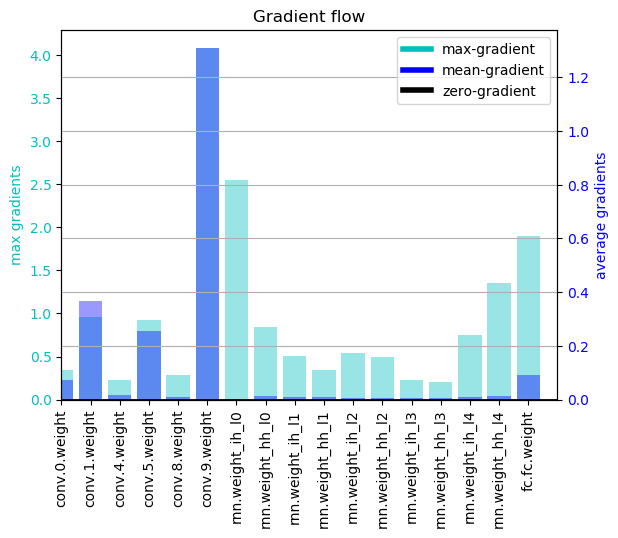 Gradient flow
max-gradient
mean-gradient
zero-gradient
4.0
3.5
3.0
2.5
2.0
1.5
1.0
0.5
0.0
max gradients
1.2
1.0
0.8
0.6
0.4
0.2
0.0
average gradients
conv.0.weight
conv.1.weight
conv.4.weight
conv.5.weight
conv.8.weight
conv.9.weight
rnn.weight_ih_l0
rnn.weight_hh_l0
rnn.weight_ih_l1
rnn.weight_hh_l1
rnn.weight_ih_l2
rnn.weight_hh_l2
rnn.weight_ih_l3
rnn.weight_hh_l3
rnn.weight_ih_l4
rnn.weight_hh_l4
fc.fc.weight